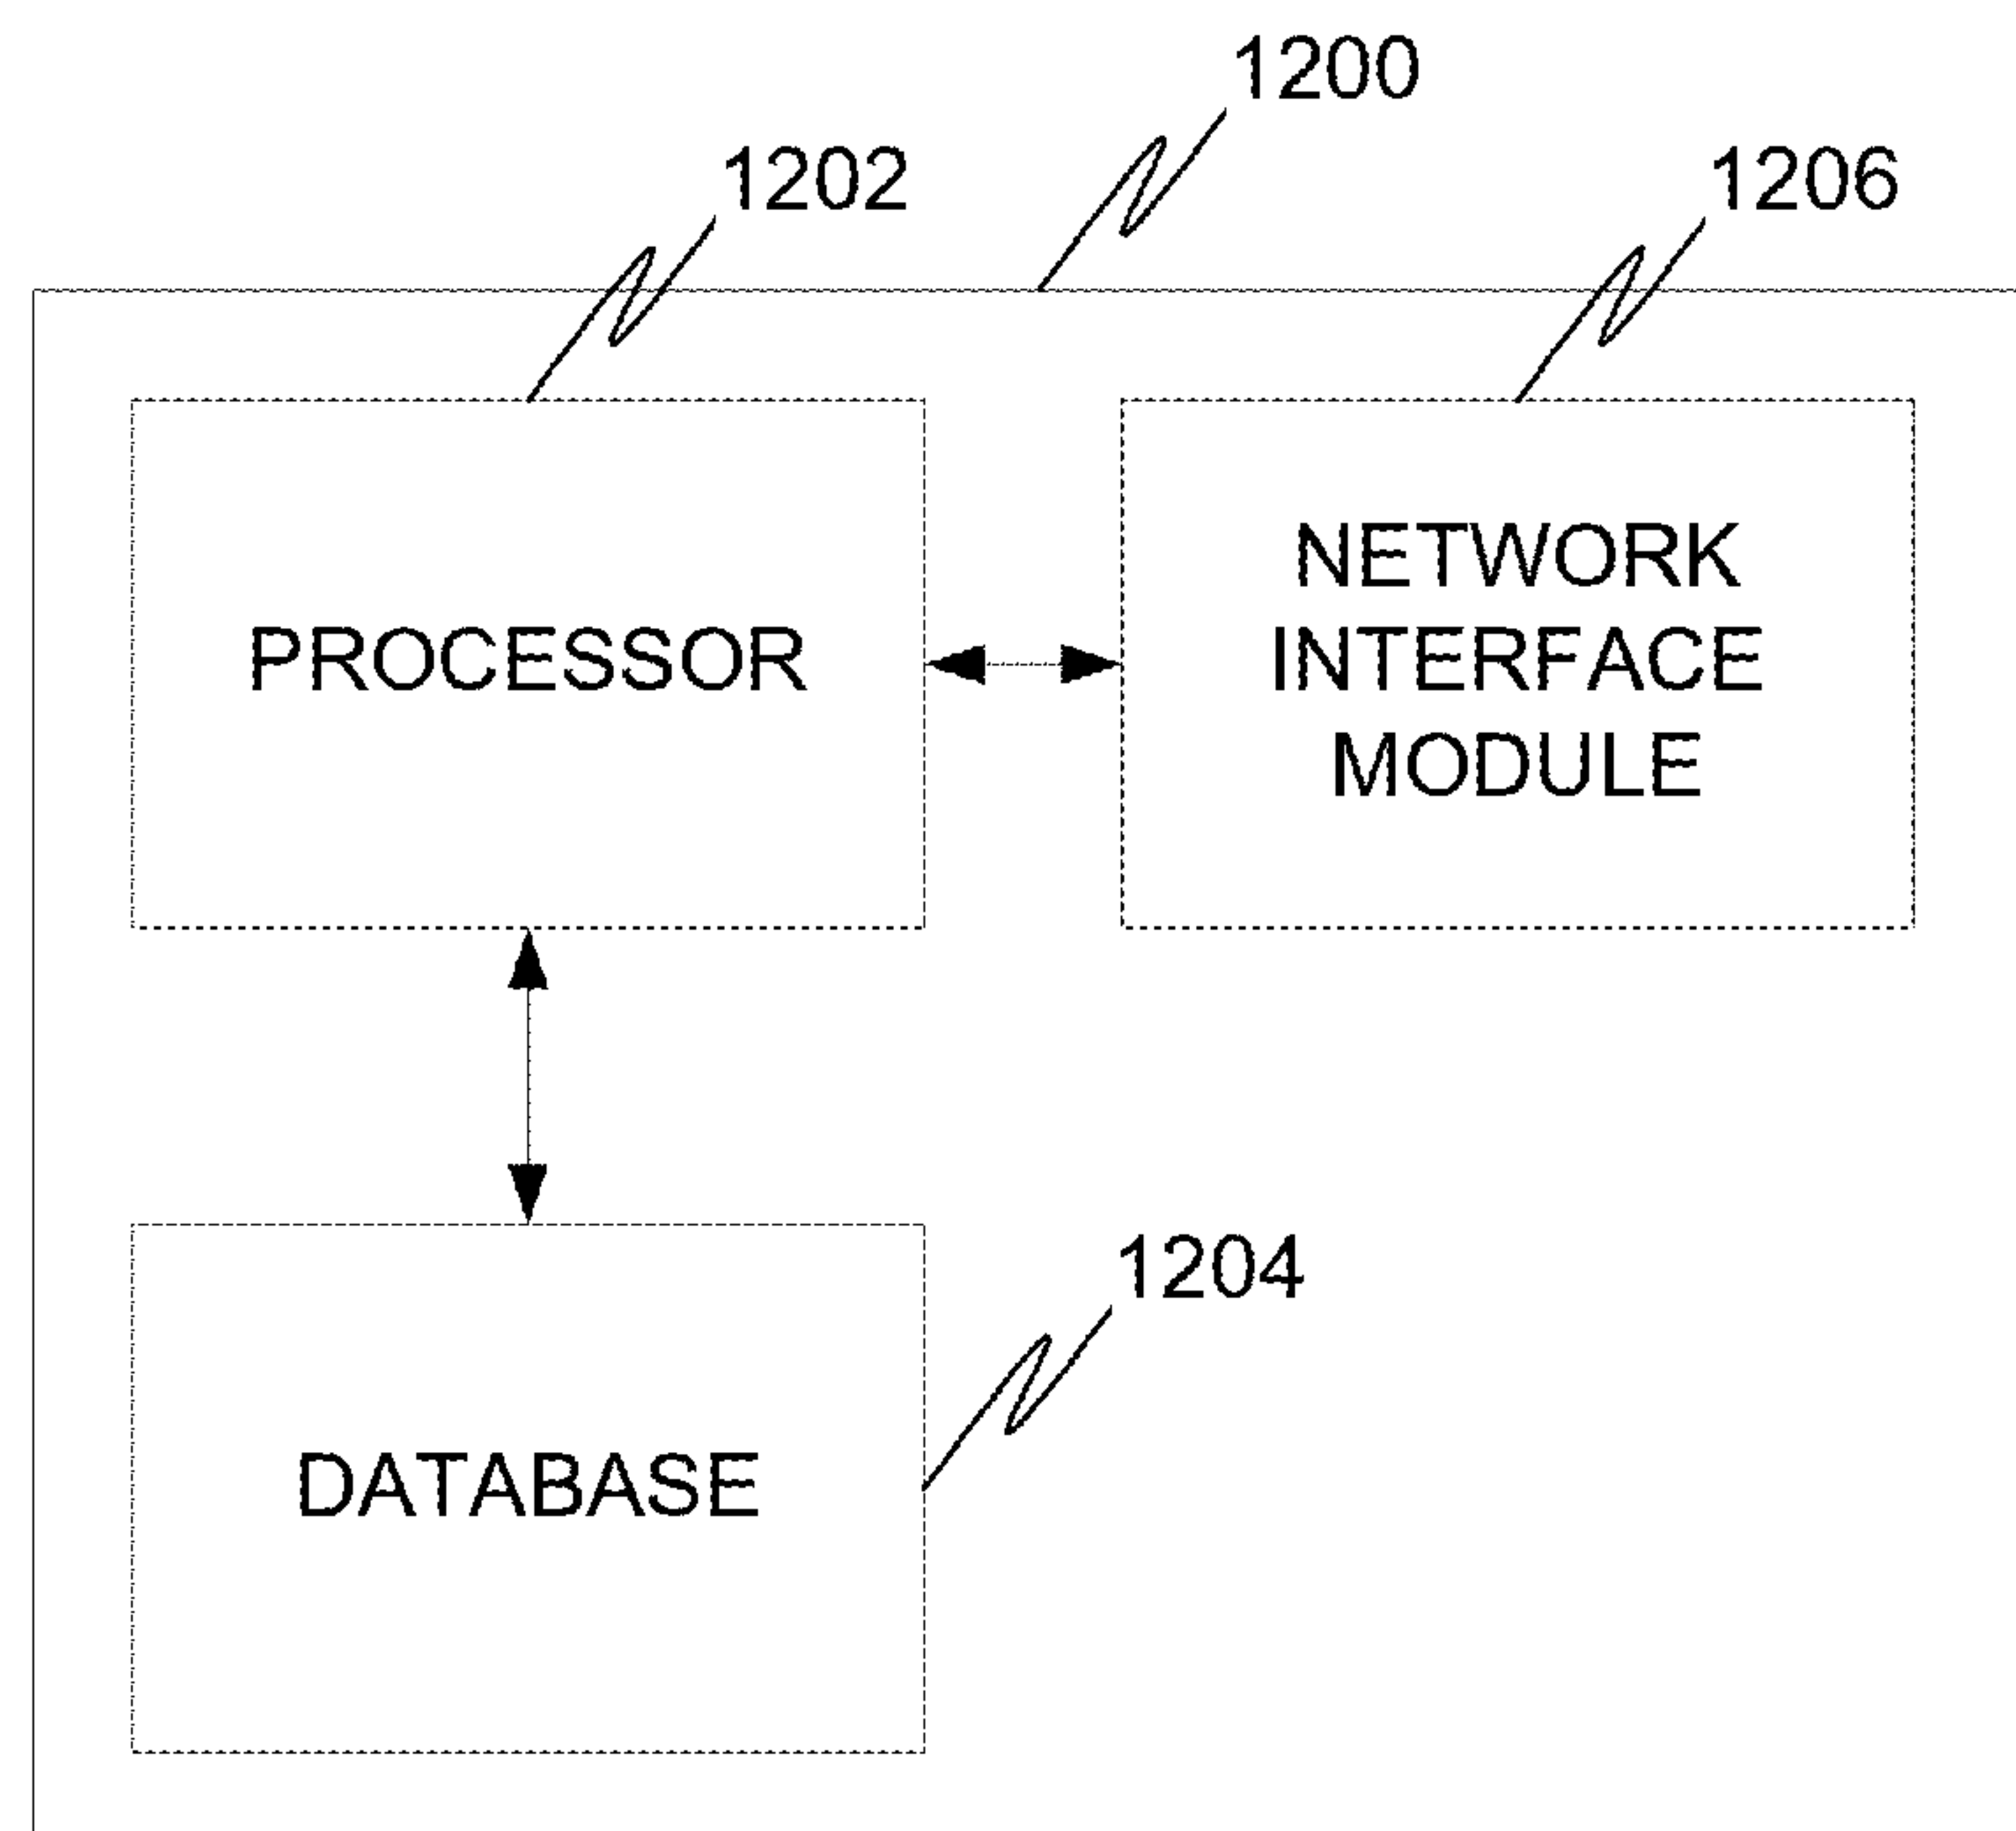 1200
1202
1206
PROCESSOR
NETWORK
INTERFACE
MODULE
1204
DATABASE